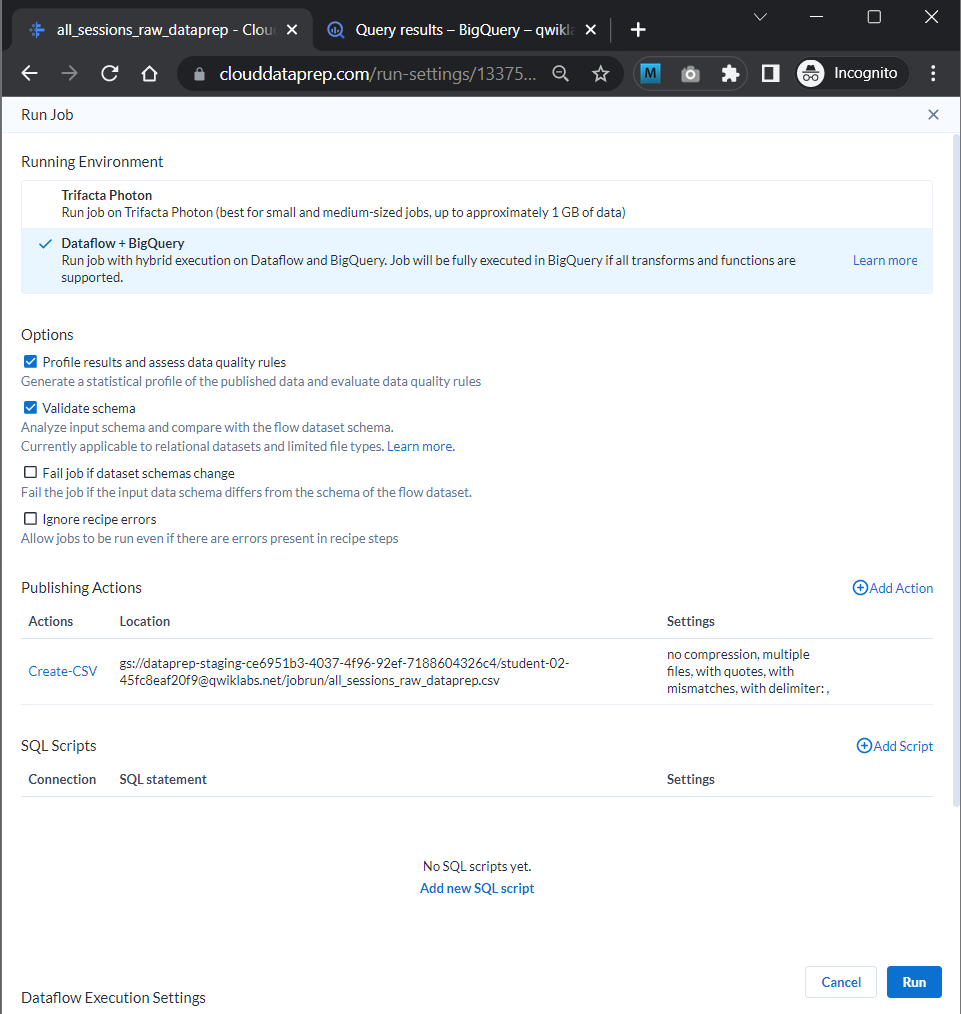 all_sessions_raw_dataprep - Clou
Query results – BigQuery – qwikla
clouddataprep.com/run-settings/13375...
M
Incognito
Run Job
Running Environment
Trifacta Photon
Run job on Trifacta Photon (best for small and medium-sized jobs, up to approximately 1 GB of data)
Dataflow + BigQuery
Run job with hybrid execution on Dataflow and BigQuery. Job will be fully executed in BigQuery if all transforms and functions are
supported.
Learn more
Options
Profile results and assess data quality rules
Generate a statistical profile of the published data and evaluate data quality rules
Validate schema
Analyze input schema and compare with the flow dataset schema.
Currently applicable to relational datasets and limited file types. Learn more.
Fail job if dataset schemas change
Fail the job if the input data schema differs from the schema of the flow dataset.
Ignore recipe errors
Allow jobs to be run even if there are errors present in recipe steps
Publishing Actions
Add Action
Actions Location Settings
Create-CSV
gs://dataprep-staging-ce6951b3-4037-4f96-92ef-7188604326c4/student-02-
45fc8eaf20f9@qwiklabs.net/jobrun/all_sessions_raw_dataprep.csv
no compression, multiple
files, with quotes, with
mismatches, with delimiter: ,
SQL Scripts
Add Script
Connection SQL statement Settings
No SQL scripts yet.
Add new SQL script
Cancel Run
Dataflow Execution Settings